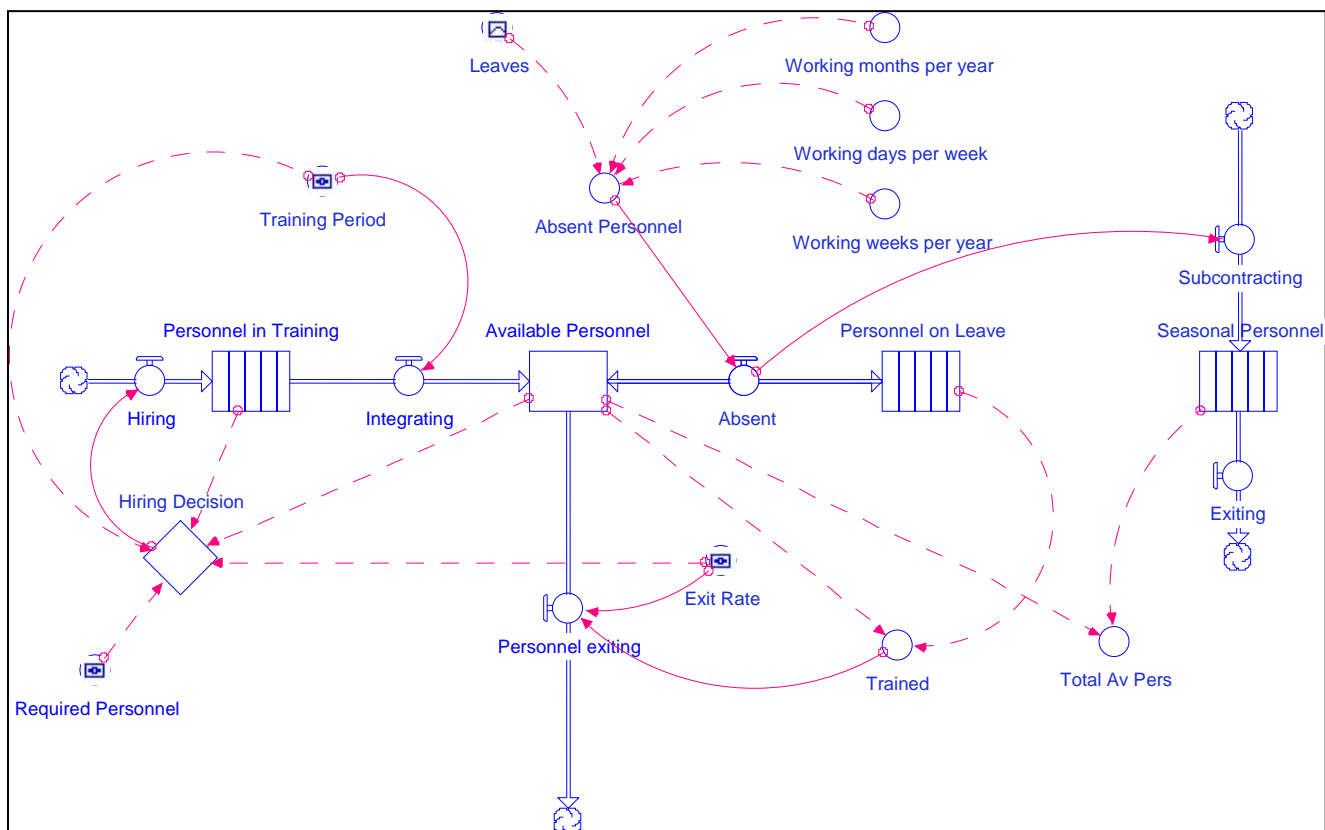 Leaves
Working months per year
Working days per week
Training Period
Absent Personnel
Working weeks per year
Subcontracting
Personnel in Training
Available Personnel
Personnel on Leave
Seasonal Personnel
Hiring
Integrating
Absent
Hiring Decision
Exiting
Exit Rate
Personnel exiting
Trained
Total Av Pers
Required Personnel